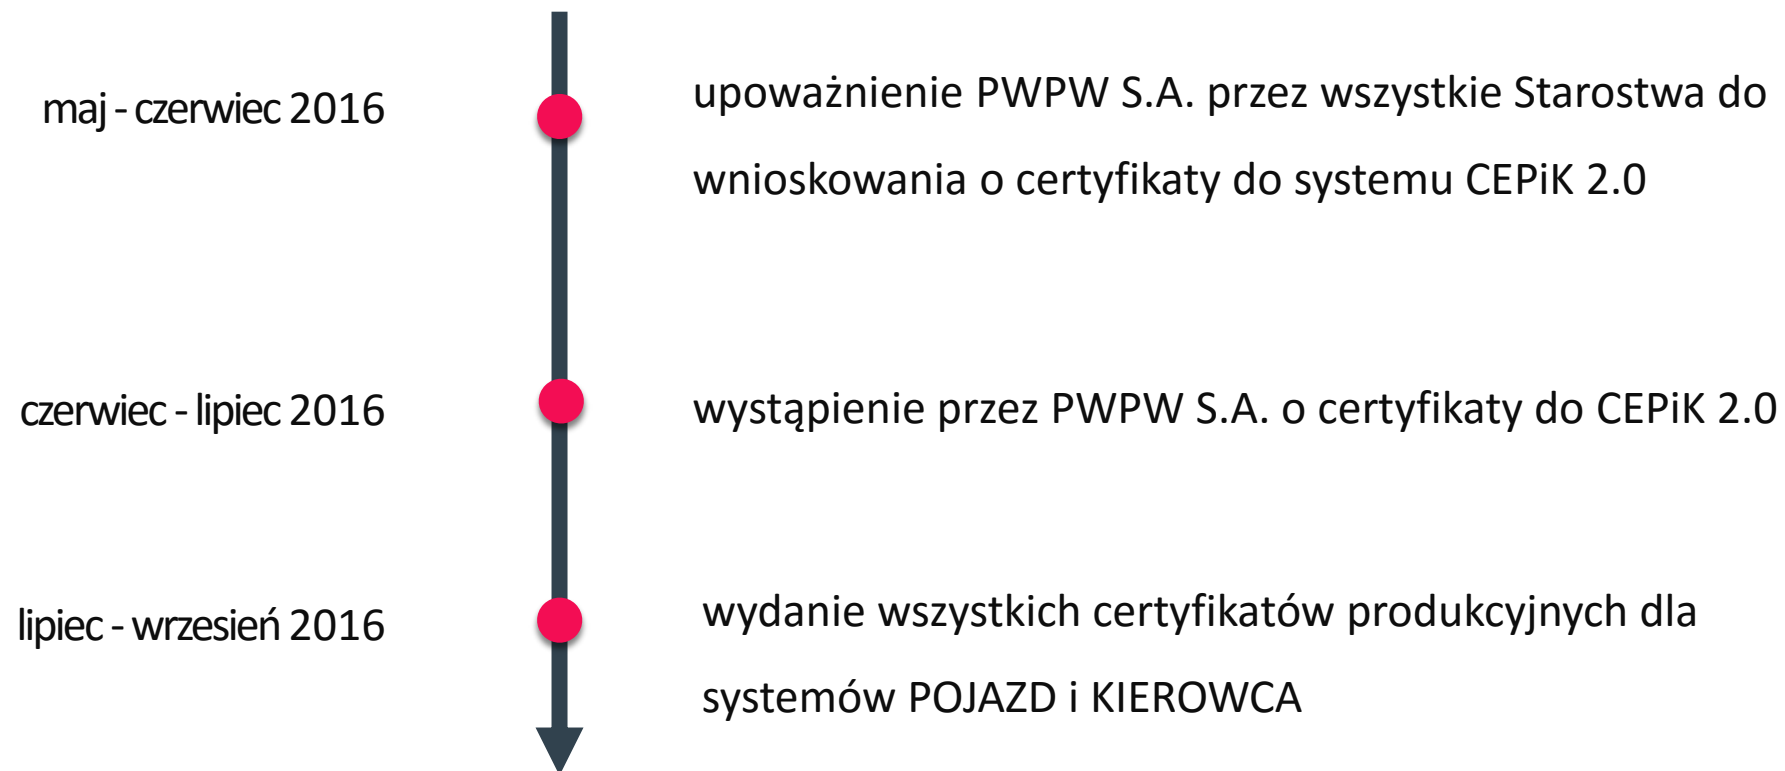 maj - czerwiec 2016
upoważnienie PWPW S.A. przez wszystkie Starostwa do
wnioskowania o certyfikaty do systemu CEPiK 2.0
czerwiec - lipiec 2016
wystąpienie przez PWPW S.A. o certyfikaty do CEPiK 2.0
lipiec - wrzesień 2016
wydanie wszystkich certyfikatów produkcyjnych dla
systemów POJAZD i KIEROWCA